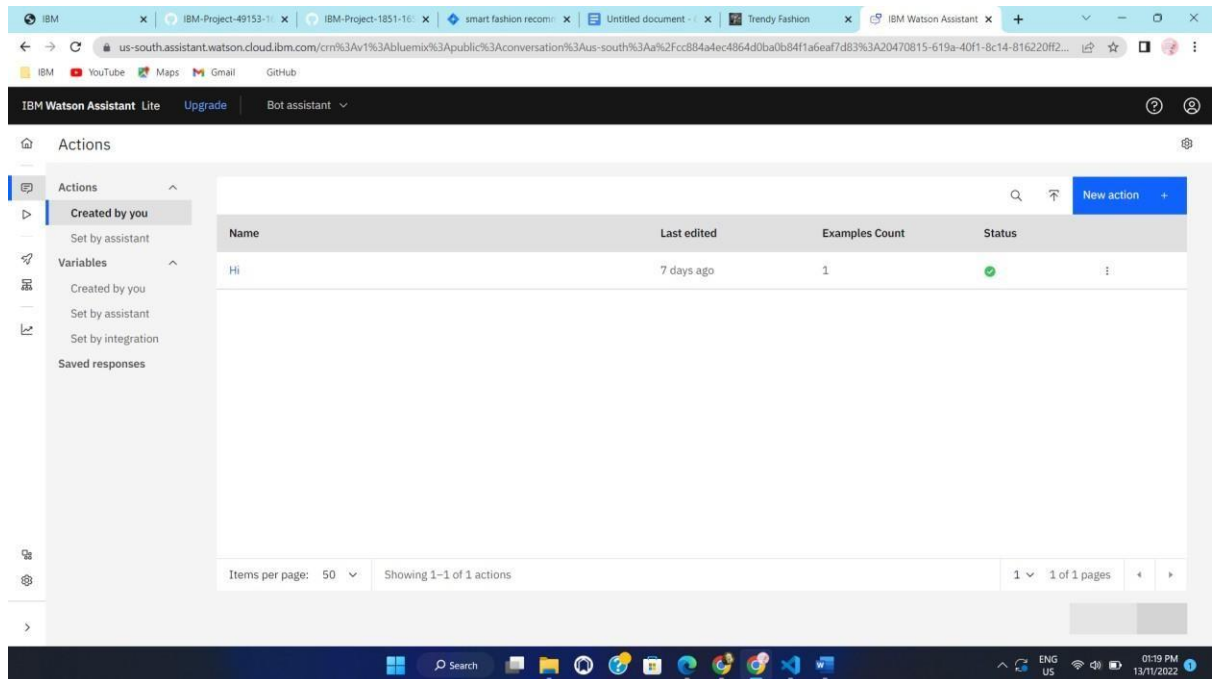 IBM
IBM-Project-49153-16
IBM-Project-1851-165
smart fashion recomm
Untitled document -
Trendy Fashion
IBM Watson Assistant
us-south.assistant.watson.cloud.ibm.com/crn%3Av1%3Abluemix%3Apublic%3Aconversation%3Aus-south%3Aa%2Fcc884a4ec4864d0ba0b84f1a6eaf7d83%3A20470815-619a-40f1-8c14-816220ff2...
IBM YouTube Maps Gmail GitHub
IBM Watson Assistant Lite Upgrade Bot assistant
Actions
Actions
Created by you
Set by assistant
Variables
Created by you
Set by assistant
Set by integration
Saved responses
New action +
Name Last edited Examples Count Status
Hi 7 days ago 1
Items per page: 50 Showing 1–1 of 1 actions 1 1 of 1 pages
Search
ENG
US
01:19 PM
13/11/2022
1